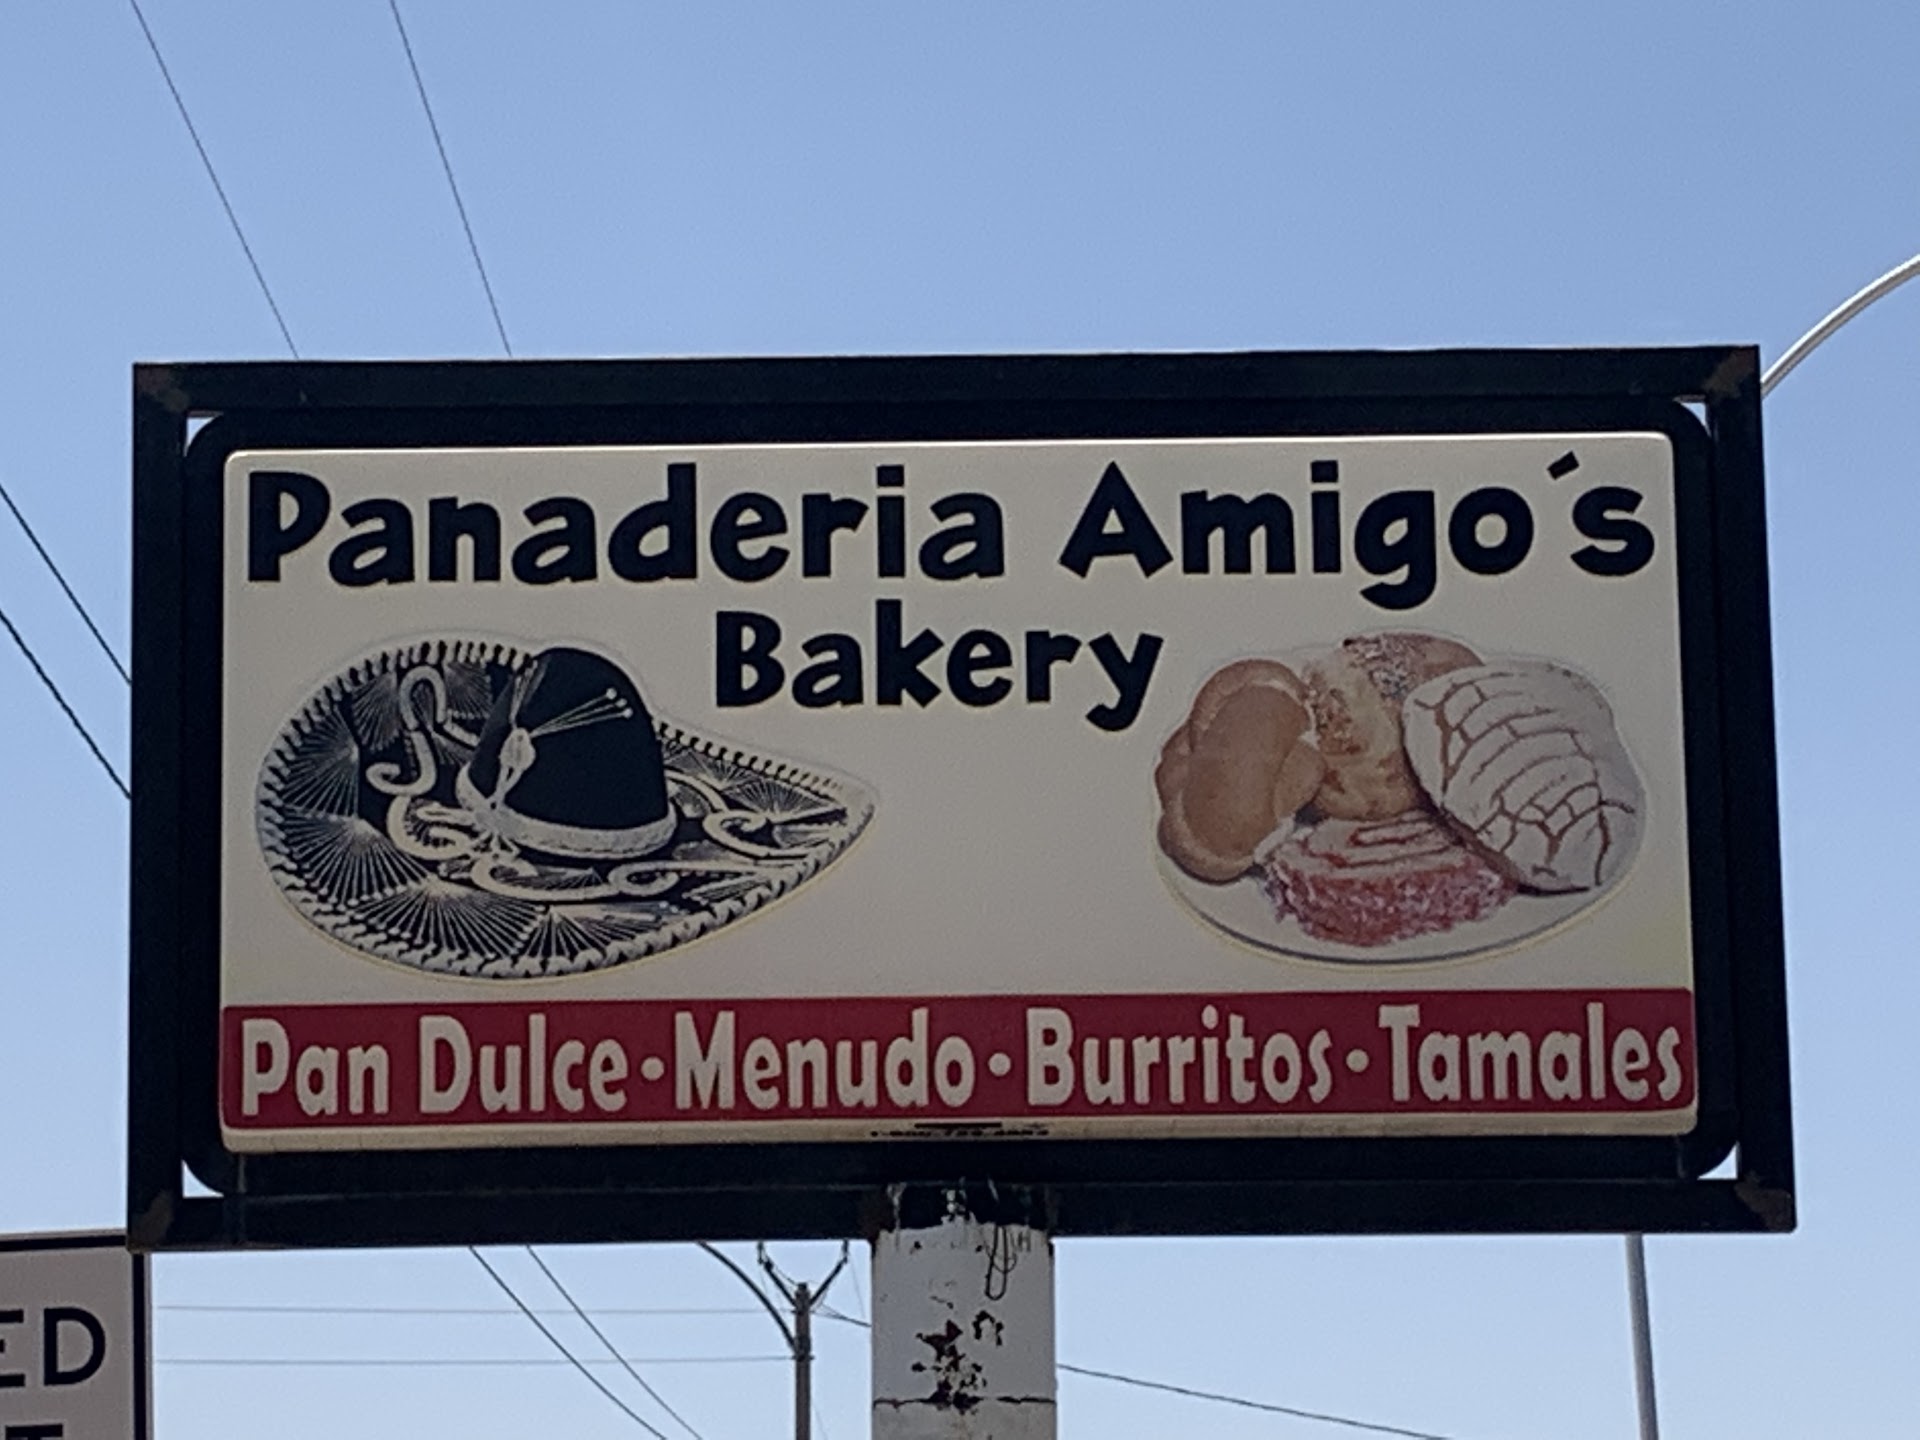 Panaderia Amigo´s
Bakery
Pan Dulce • Menudo • Burritos • Tamales
ED